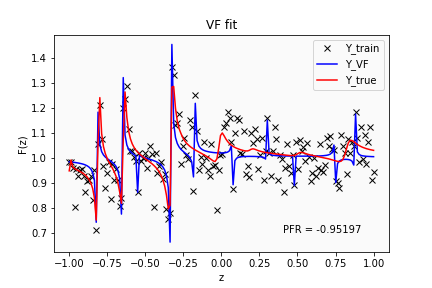 VF fit
Y_train
Y_VF
Y_true
F(z)
1.4
1.3
1.2
1.1
1.0
0.9
0.8
0.7
PFR = -0.95197
−1.00 −0.75 −0.50 −0.25 0.00 0.25 0.50 0.75 1.00
z